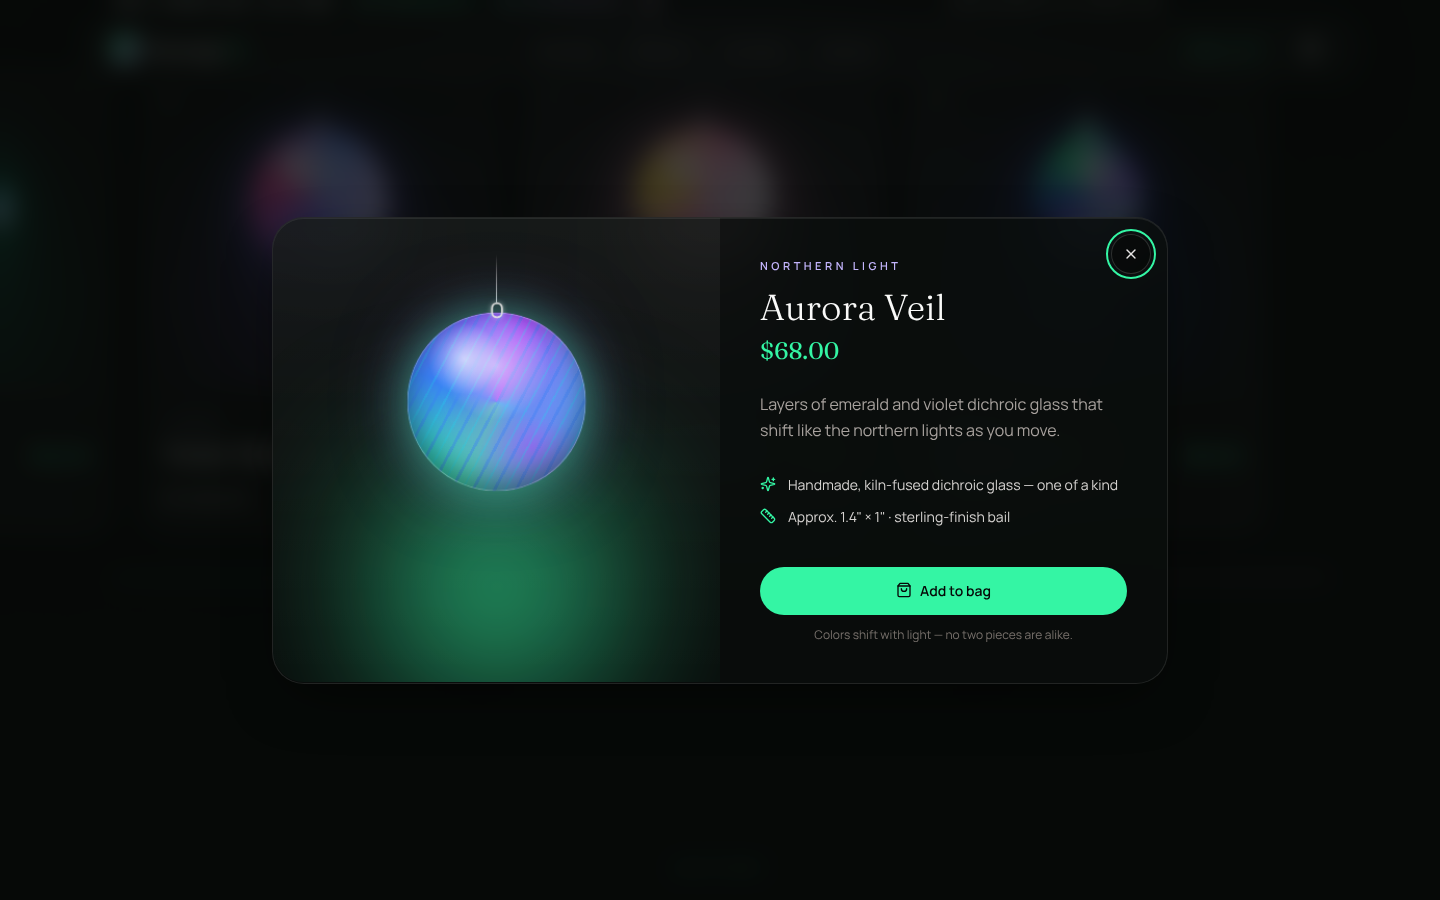 NORTHERN LIGHT
Aurora Veil
$68.00
Layers of emerald and violet dichroic glass that
shift like the northern lights as you move.
Handmade, kiln-fused dichroic glass — one of a kind
Approx. 1.4" × 1" · sterling-finish bail
Add to bag
Colors shift with light — no two pieces are alike.